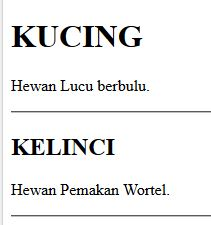 KUCING
Hewan Lucu berbulu.
KELINCI
Hewan Pemakan Wortel.